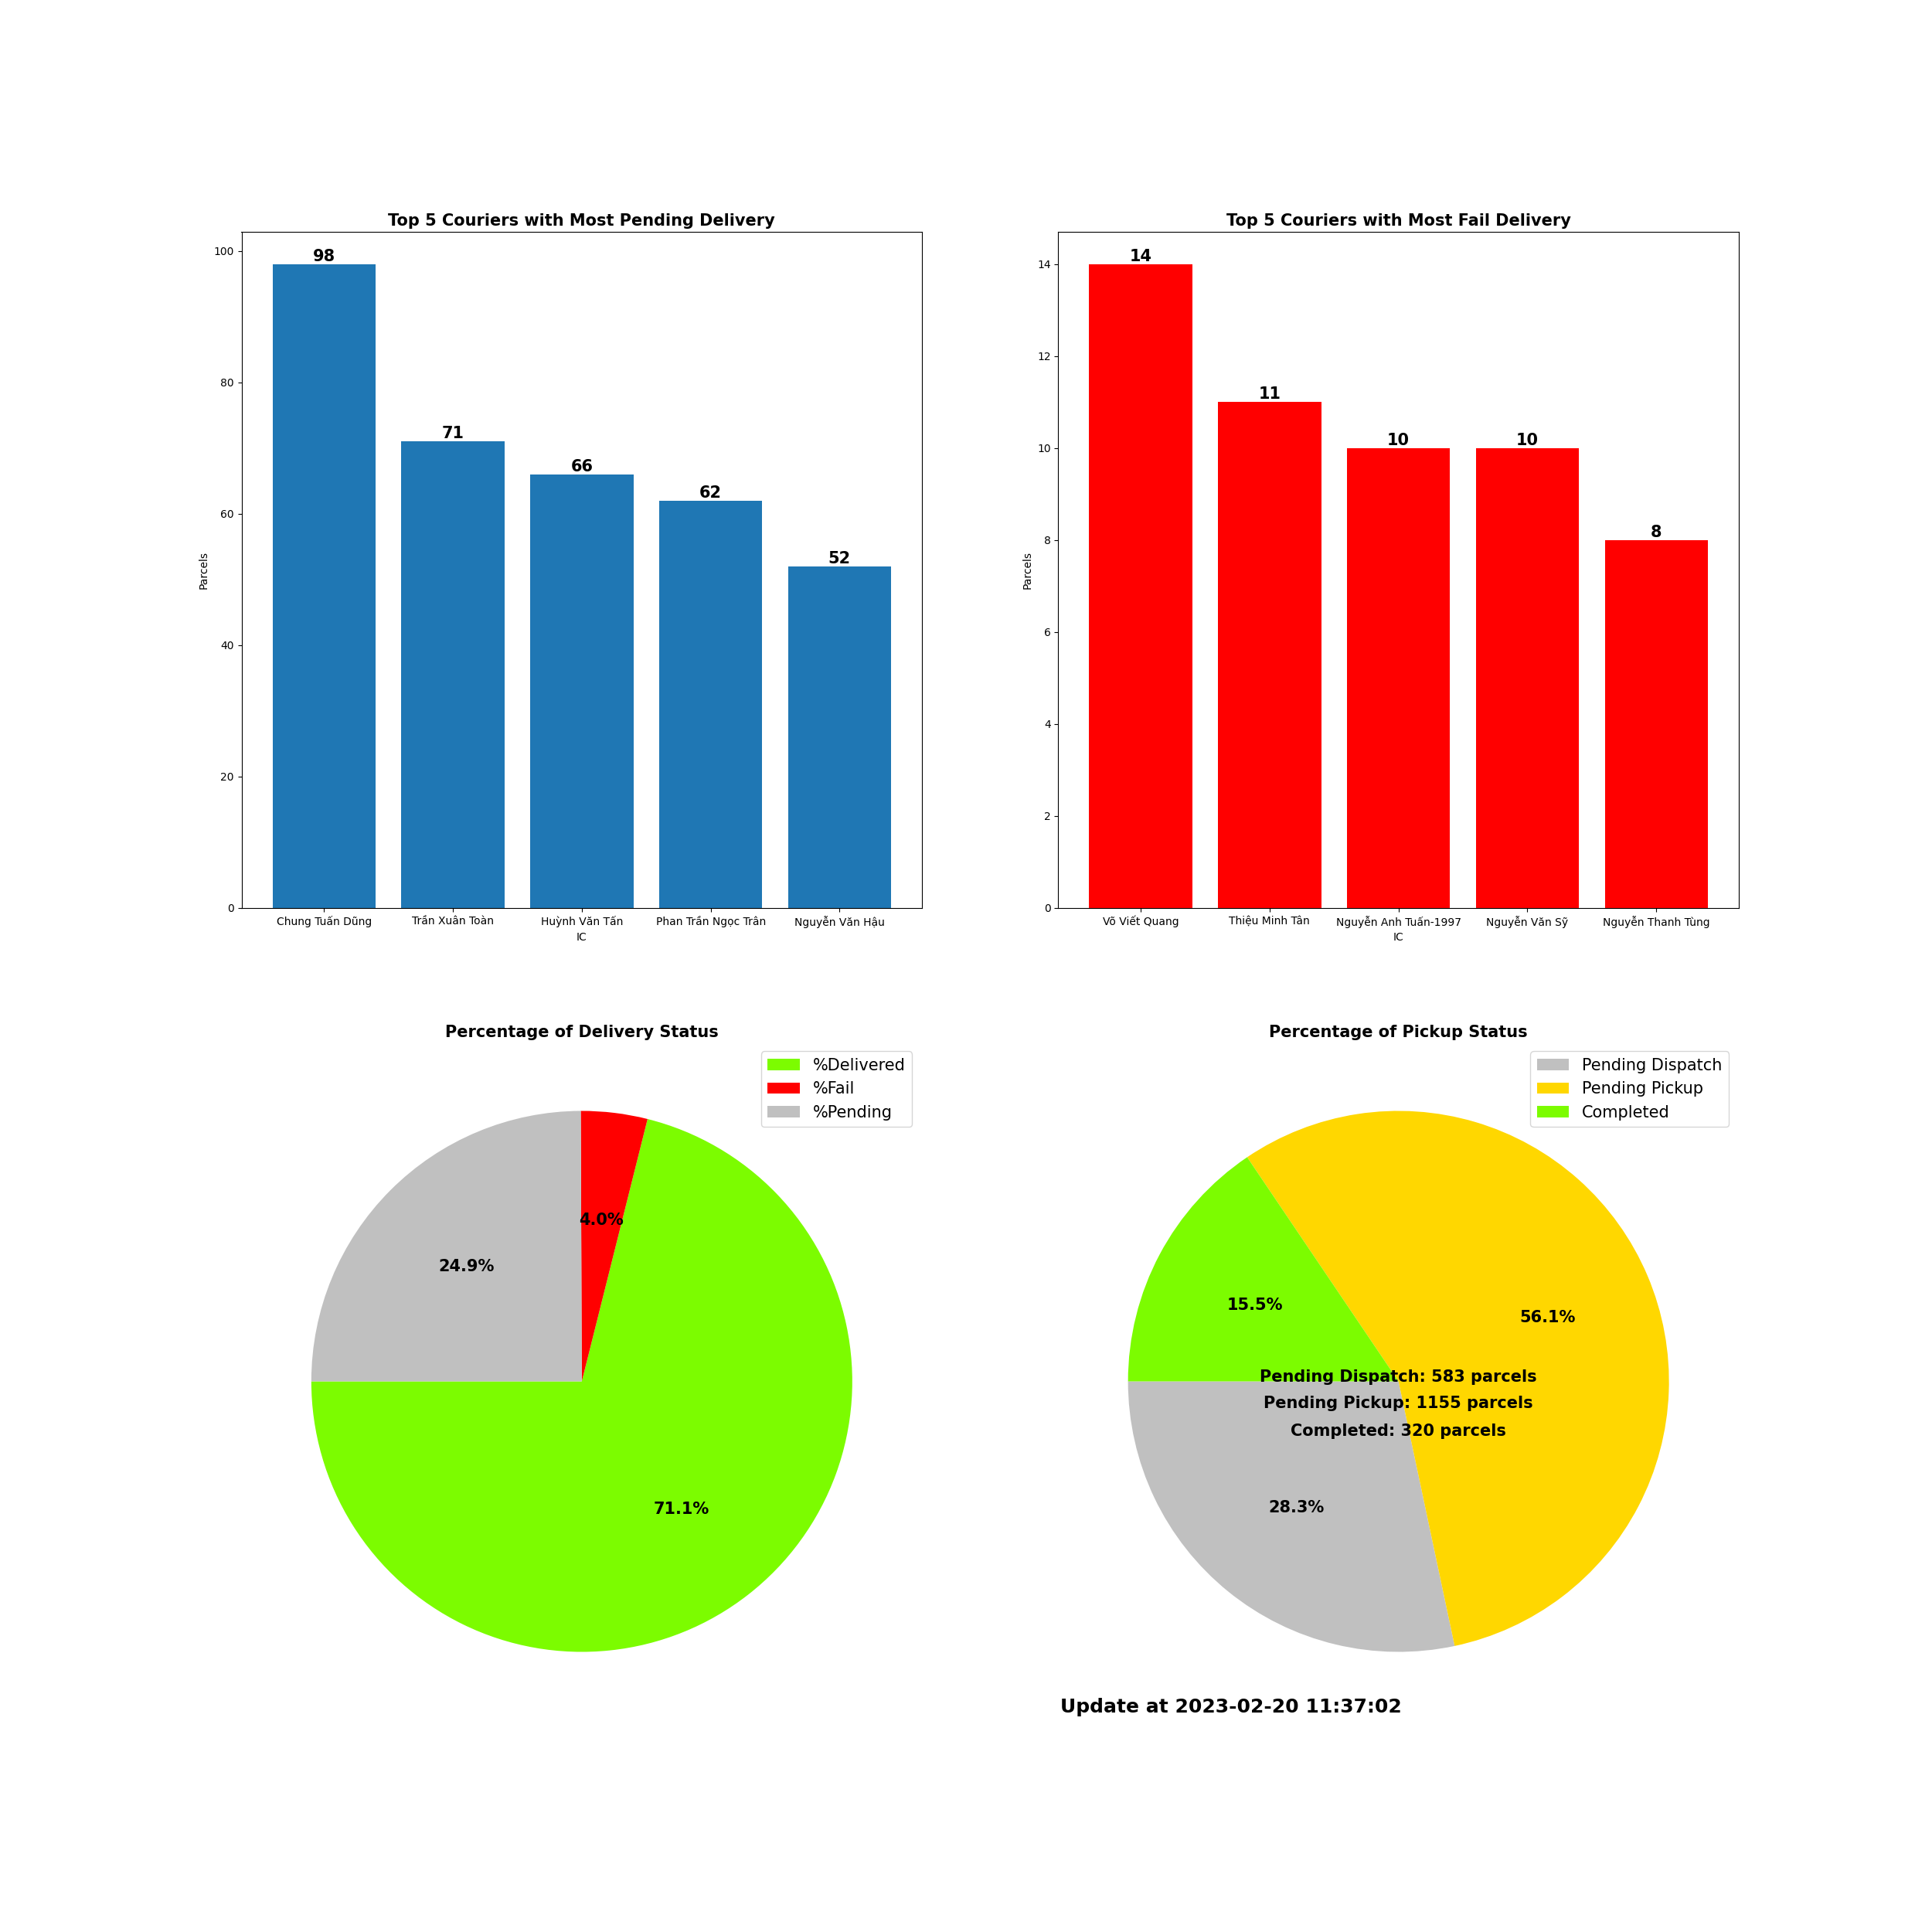 Top 5 Couriers with Most Pending Delivery
100
80
60
40
20
0
Parcels
98
71
66
62
52
Chung Tuấn Dũng
Trần Xuân Toàn
Huỳnh Văn Tấn
Phan Trần Ngọc Trân
Nguyễn Văn Hậu
IC
Top 5 Couriers with Most Fail Delivery
14
12
10
8
6
4
2
0
Parcels
14
11
10
10
8
Võ Viết Quang
Thiệu Minh Tân
Nguyễn Anh Tuấn-1997
Nguyễn Văn Sỹ
Nguyễn Thanh Tùng
IC
Percentage of Delivery Status
%Delivered
%Fail
%Pending
4.0%
24.9%
71.1%
Percentage of Pickup Status
Pending Dispatch
Pending Pickup
Completed
15.5%
56.1%
Pending Dispatch: 583 parcels
Pending Pickup: 1155 parcels
Completed: 320 parcels
28.3%
Update at 2023-02-20 11:37:02